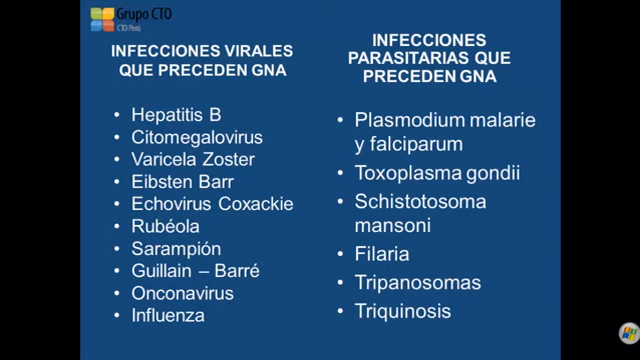 Grupo CTO
CTO Perú
INFECCIONES VIRALES
QUE PRECEDEN GNA
• Hepatitis B
• Citomegalovirus
• Varicela Zoster
• Eibsten Barr
• Echovirus Coxackie
• Rubéola
• Sarampión
• Guillain – Barré
• Onconavirus
• Influenza
INFECCIONES
PARASITARIAS QUE
PRECEDEN GNA
• Plasmodium malarie
y falciparum
• Toxoplasma gondii
• Schistotosoma
mansoni
• Filaria
• Tripanosomas
• Triquinosis